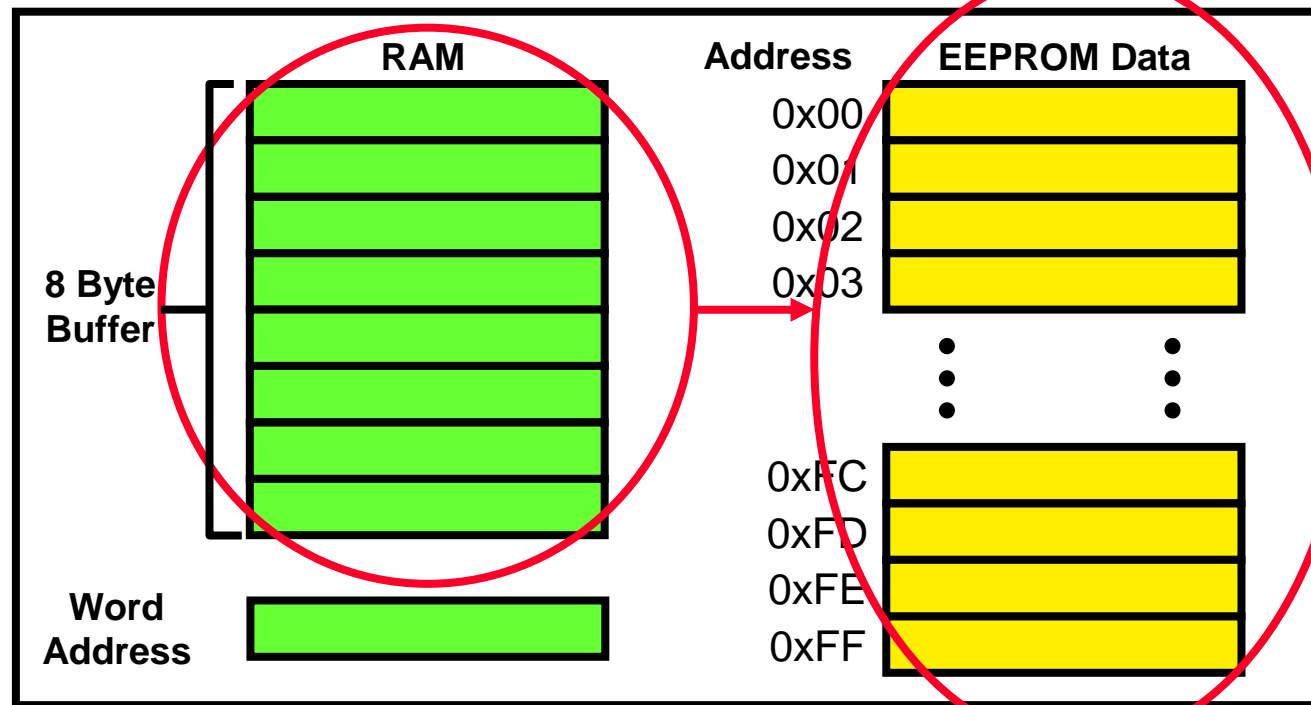 RAM
Address
EEPROM Data
0x00
0x01
0x02
0x03
8 Byte
Buffer
0xFC
0xFD
0xFE
0xFF
Word
Address